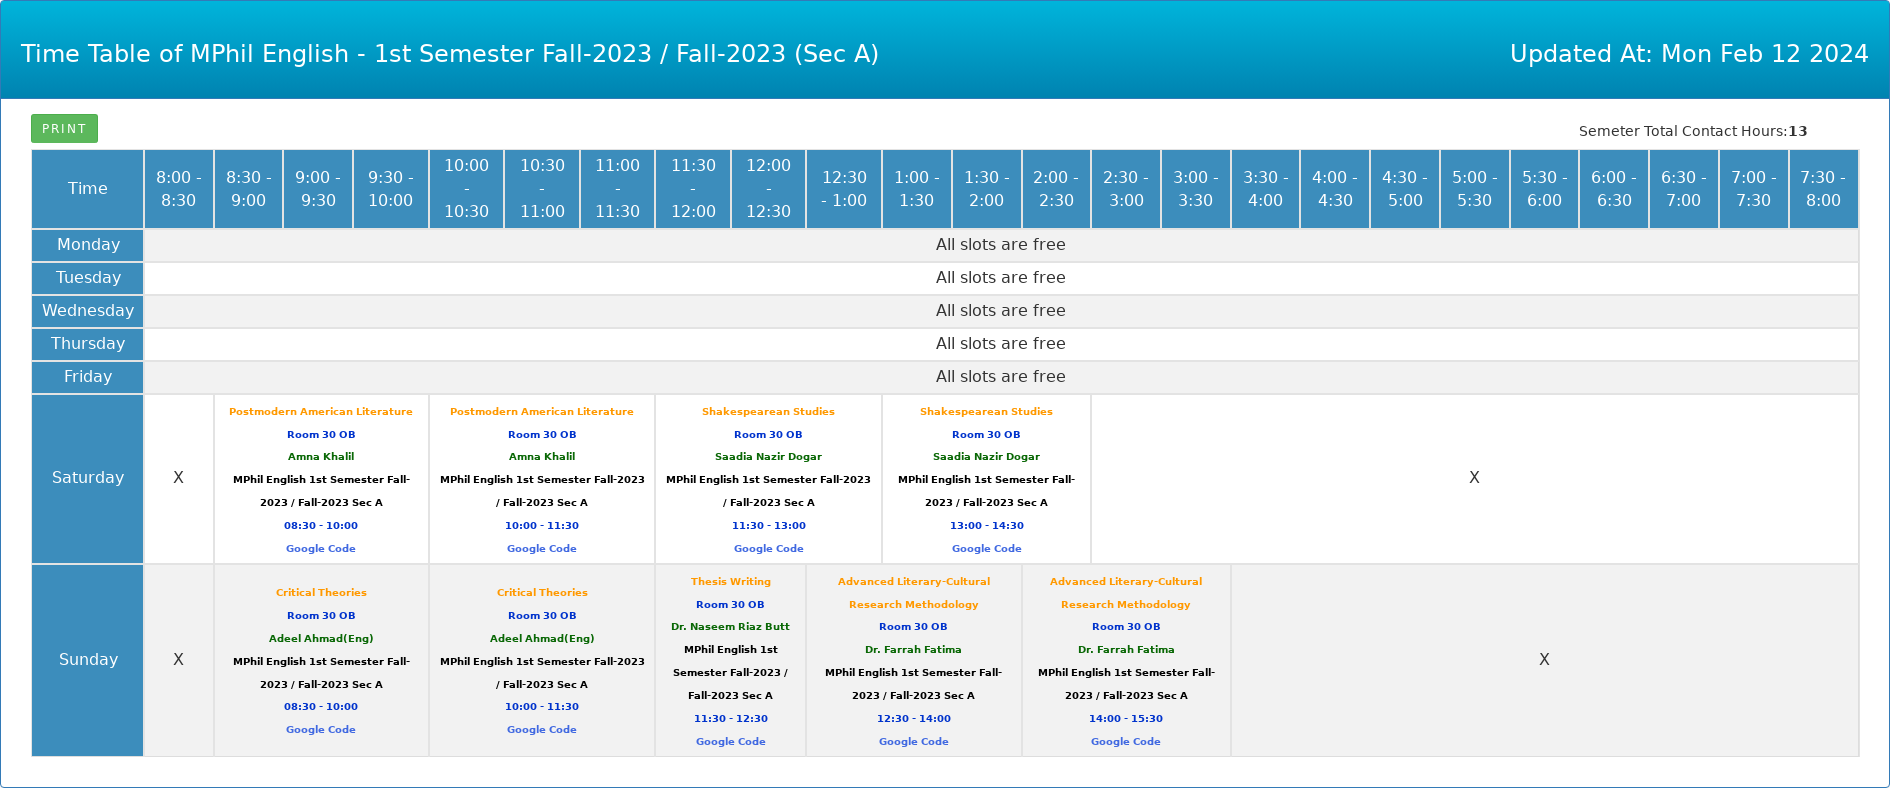 Time Table of MPhil English - 1st Semester Fall-2023 / Fall-2023 (Sec A)
Updated At: Mon Feb 12 2024
PRINT
Semeter Total Contact Hours:13
Time
8:00 -
8:30
8:30 -
9:00
9:00 -
9:30
9:30 -
10:00
10:00
-
10:30
10:30
-
11:00
11:00
-
11:30
11:30
-
12:00
12:00
-
12:30
12:30
- 1:00
1:00 -
1:30
1:30 -
2:00
2:00 -
2:30
2:30 -
3:00
3:00 -
3:30
3:30 -
4:00
4:00 -
4:30
4:30 -
5:00
5:00 -
5:30
5:30 -
6:00
6:00 -
6:30
6:30 -
7:00
7:00 -
7:30
7:30 -
8:00
Monday
All slots are free
Tuesday
All slots are free
Wednesday
All slots are free
Thursday
All slots are free
Friday
All slots are free
Saturday
X
Postmodern American Literature
Room 30 OB
Amna Khalil
MPhil English 1st Semester Fall-
2023 / Fall-2023 Sec A
08:30 - 10:00
Google Code
Postmodern American Literature
Room 30 OB
Amna Khalil
MPhil English 1st Semester Fall-2023
/ Fall-2023 Sec A
10:00 - 11:30
Google Code
Shakespearean Studies
Room 30 OB
Saadia Nazir Dogar
MPhil English 1st Semester Fall-2023
/ Fall-2023 Sec A
11:30 - 13:00
Google Code
Shakespearean Studies
Room 30 OB
Saadia Nazir Dogar
MPhil English 1st Semester Fall-
2023 / Fall-2023 Sec A
13:00 - 14:30
Google Code
X
Sunday
X
Critical Theories
Room 30 OB
Adeel Ahmad(Eng)
MPhil English 1st Semester Fall-
2023 / Fall-2023 Sec A
08:30 - 10:00
Google Code
Critical Theories
Room 30 OB
Adeel Ahmad(Eng)
MPhil English 1st Semester Fall-2023
/ Fall-2023 Sec A
10:00 - 11:30
Google Code
Thesis Writing
Room 30 OB
Dr. Naseem Riaz Butt
MPhil English 1st
Semester Fall-2023 /
Fall-2023 Sec A
11:30 - 12:30
Google Code
Advanced Literary-Cultural
Research Methodology
Room 30 OB
Dr. Farrah Fatima
MPhil English 1st Semester Fall-
2023 / Fall-2023 Sec A
12:30 - 14:00
Google Code
Advanced Literary-Cultural
Research Methodology
Room 30 OB
Dr. Farrah Fatima
MPhil English 1st Semester Fall-
2023 / Fall-2023 Sec A
14:00 - 15:30
Google Code
X